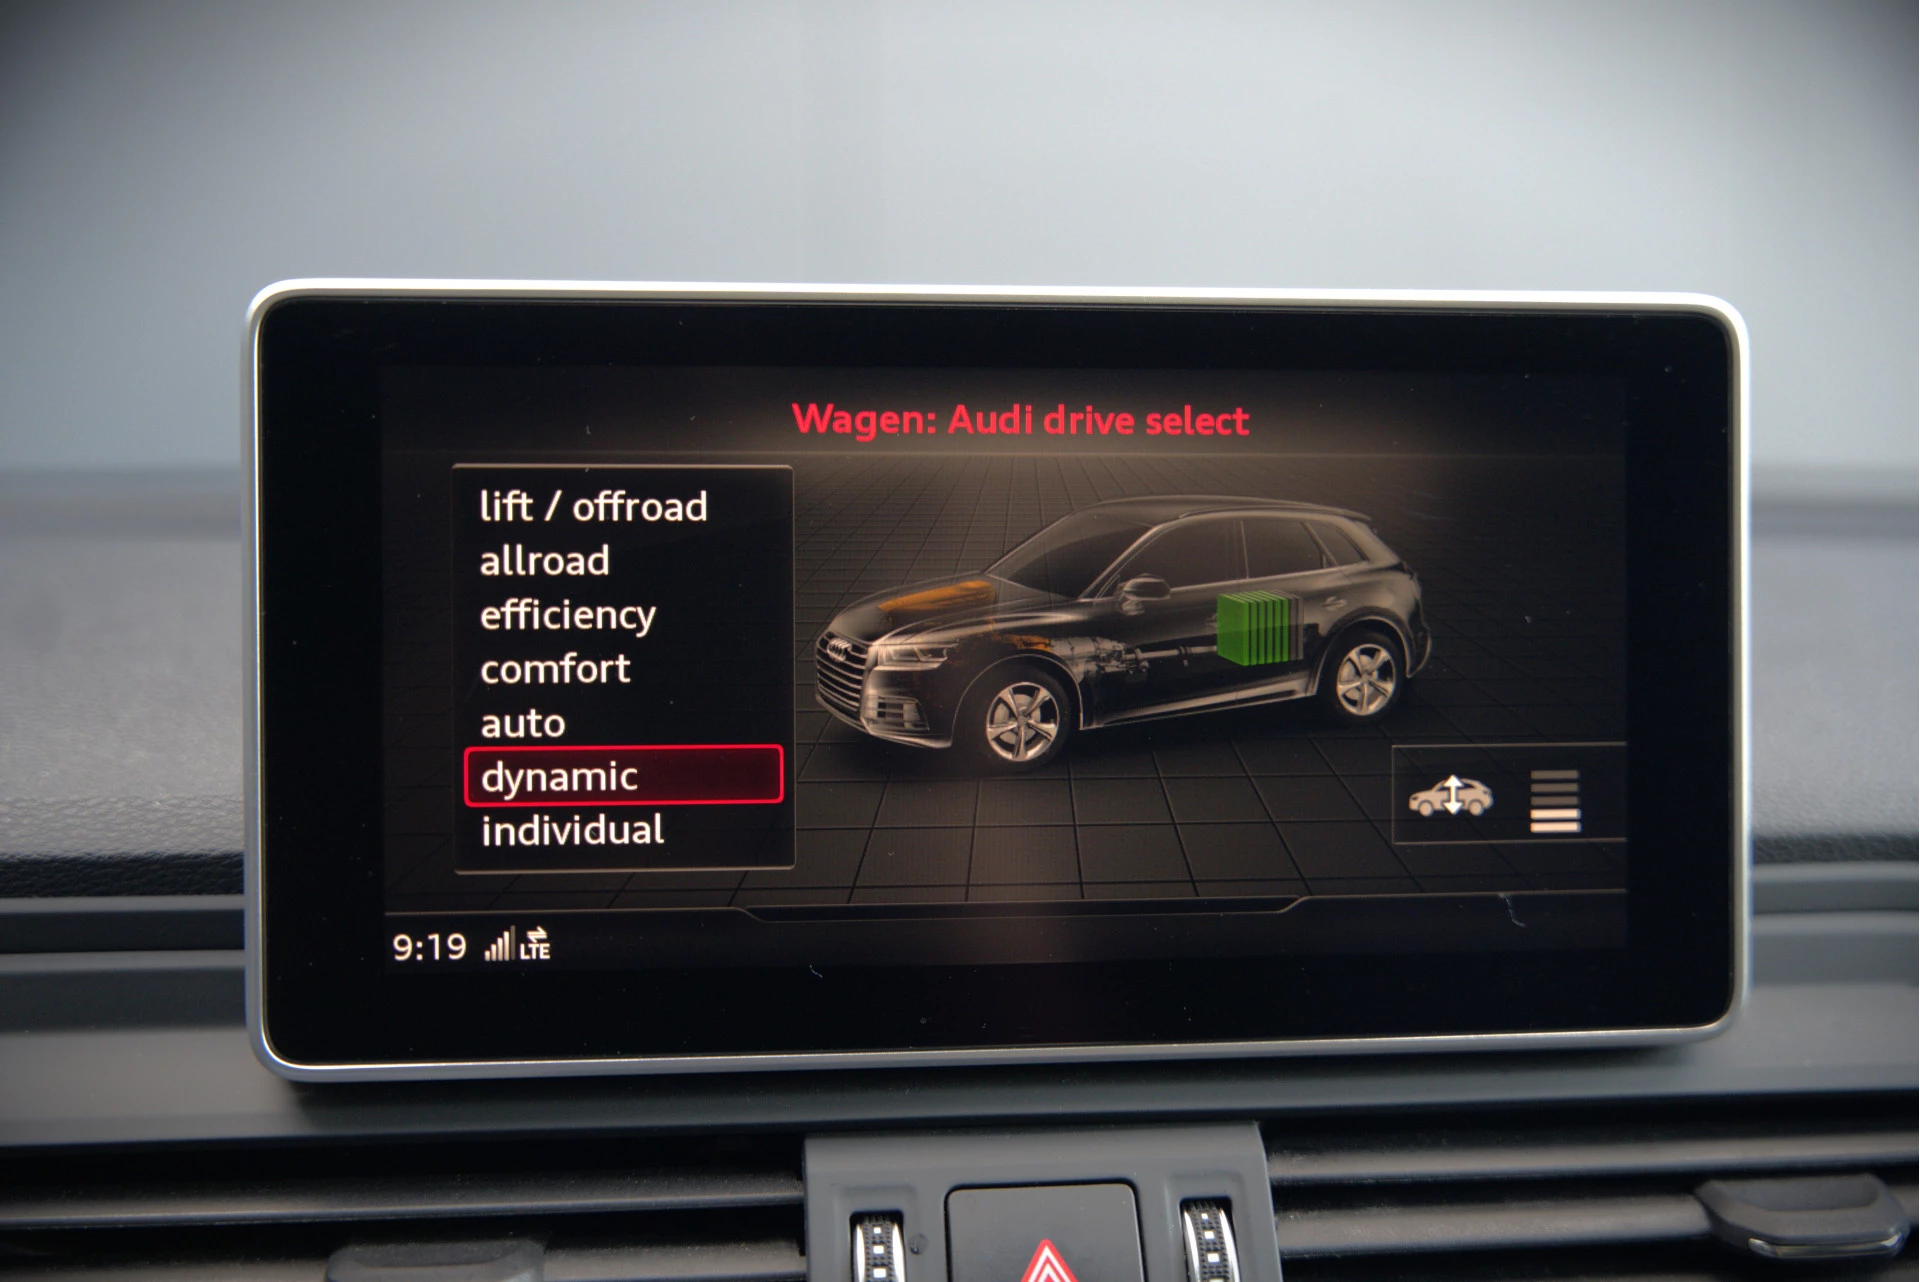 Wagen: Audi drive select
lift / offroad
allroad
efficiency
comfort
auto
dynamic
individual
9:19 LTE